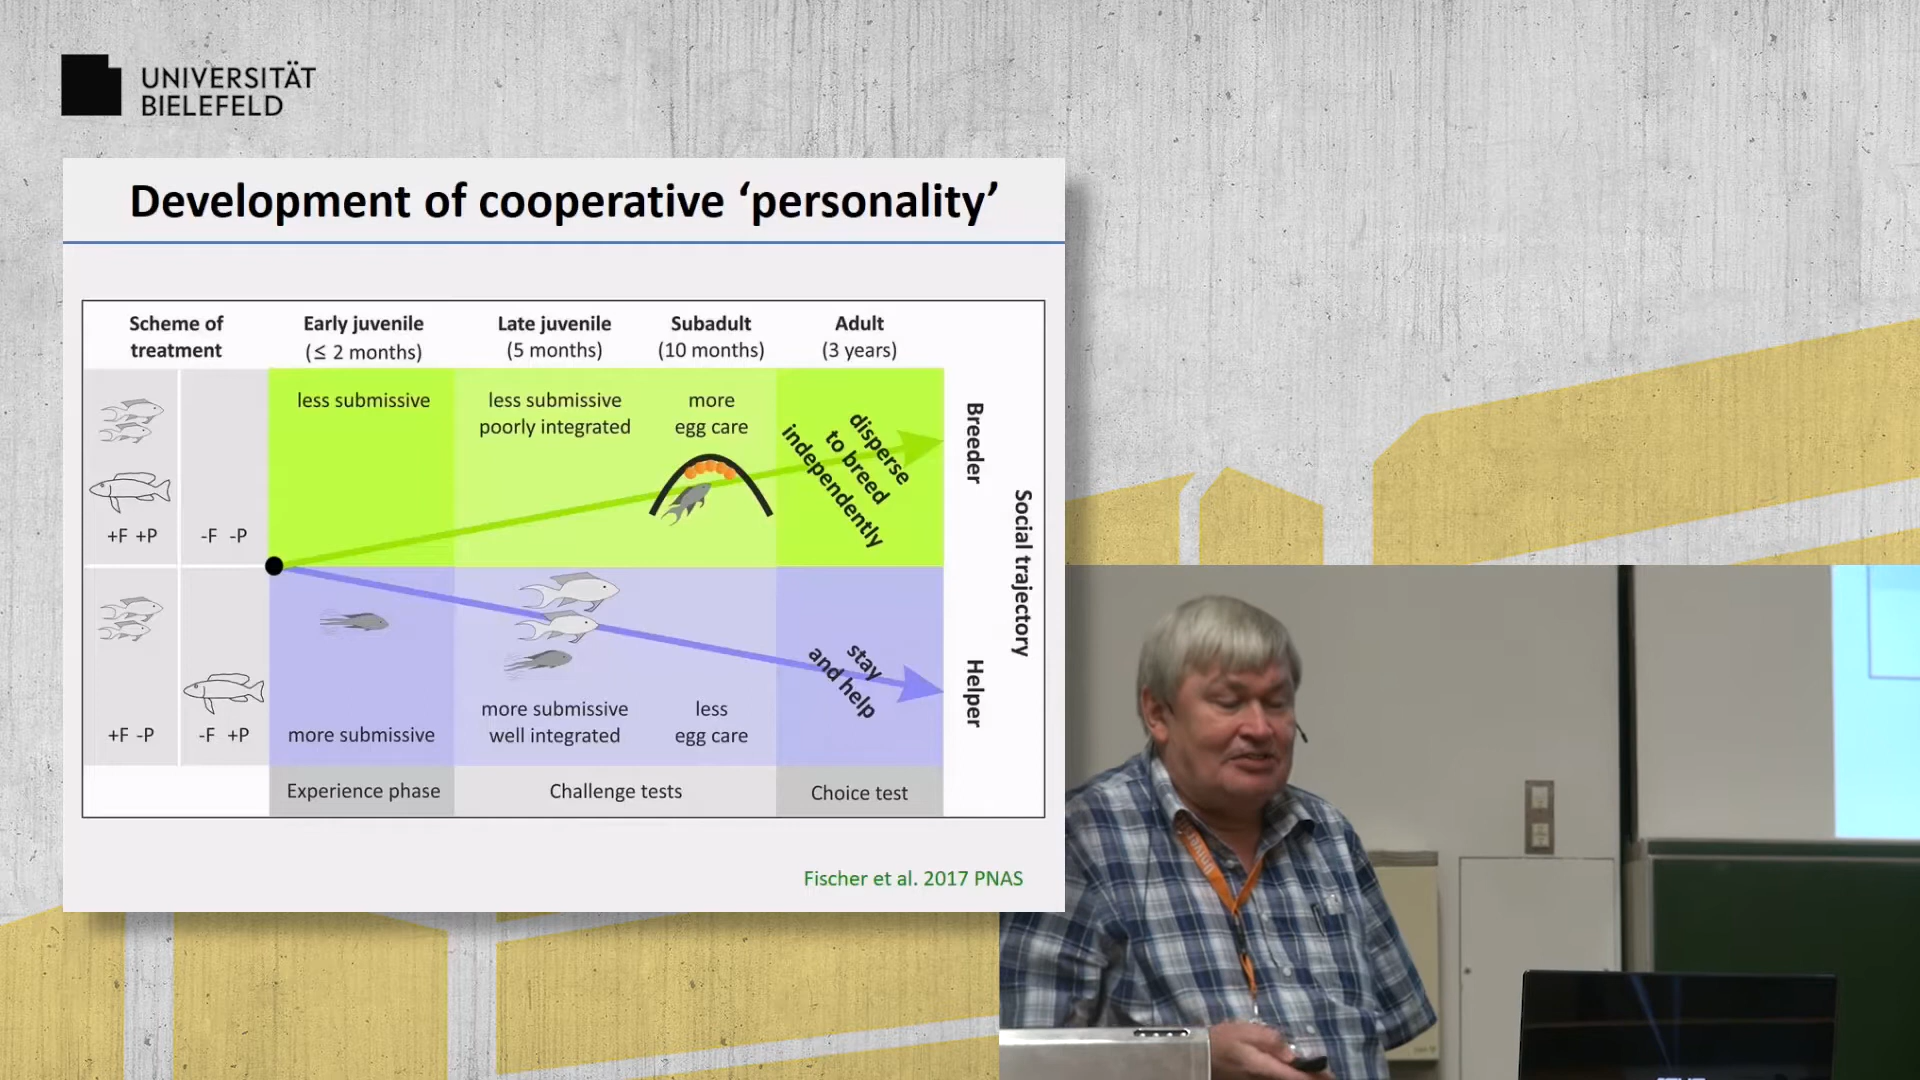 UNIVERSITÄT
BIELEFELD
Development of cooperative ‘personality’
Scheme of
treatment
Early juvenile
(≤ 2 months)
Late juvenile
(5 months)
Subadult
(10 months)
Adult
(3 years)
less submissive
less submissive
poorly integrated
more
egg care
disperse
to breed
independently
Breeder
+F +P
-F -P
Social trajectory
more submissive
more submissive
well integrated
less
egg care
stay
and help
Helper
+F -P
-F +P
Experience phase
Challenge tests
Choice test
Fischer et al. 2017 PNAS